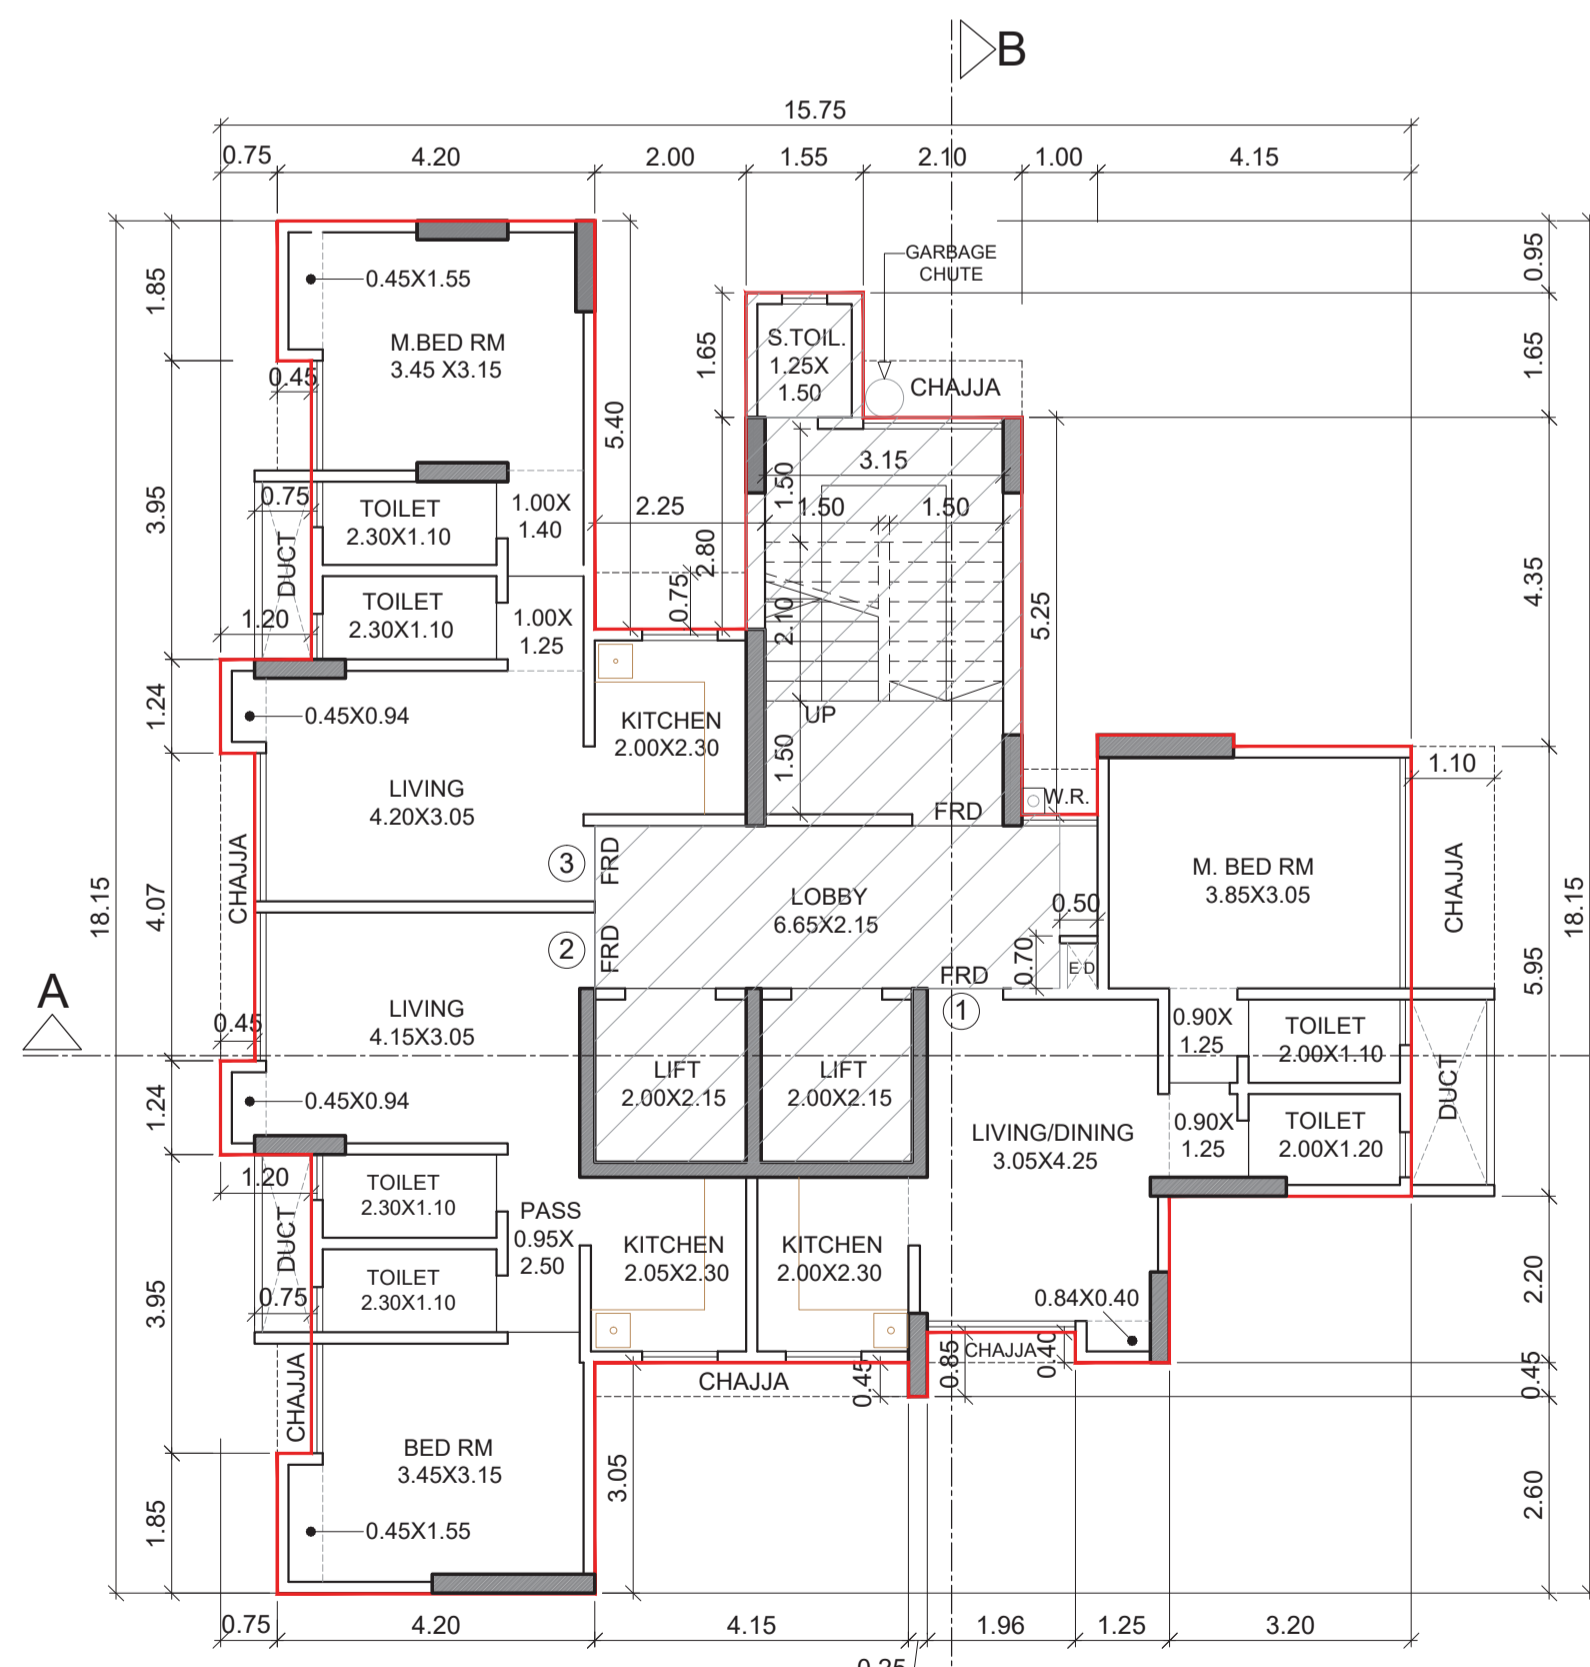 B
15.75
0.75 4.20 2.00 1.55 2.10 1.00 4.15
GARBAGE
CHUTE
0.95
1.85
0.45X1.55
M.BED RM
3.45 X3.15
S.TOIL.
1.25X
1.50
1.65
CHAJJA
1.65
0.45
5.40
3.15
1.50
3.95
0.75
TOILET
2.30X1.10
1.00X
1.40
2.25
1.50
1.50
2.80
DUCT
0.75
4.35
TOILET
2.30X1.10
1.00X
1.25
2.10
5.25
1.20
1.24
0.45X0.94
KITCHEN
2.00X2.30
UP
1.50
LIVING
4.20X3.05
FRD
W.R.
1.10
CHAJJA
3
FRD
M. BED RM
3.85X3.05
CHAJJA
18.15
4.07
LOBBY
6.65X2.15
0.50
18.15
2
FRD
FRD
0.70
E D
5.95
A
LIVING
4.15X3.05
1
0.45
0.90X
1.25
TOILET
2.00X1.10
LIFT
2.00X2.15
LIFT
2.00X2.15
DUCT
1.24
0.45X0.94
LIVING/DINING
3.05X4.25
0.90X
1.25
TOILET
2.00X1.20
1.20
TOILET
2.30X1.10
PASS
0.95X
2.50
DUCT
KITCHEN
2.05X2.30
KITCHEN
2.00X2.30
TOILET
2.30X1.10
0.75
3.95
0.84X0.40
2.20
CHAJJA
CHAJJA
0.45
0.85
CHAJJA
0.40
0.45
BED RM
3.45X3.15
3.05
2.60
1.85
0.45X1.55
0.75 4.20 4.15 1.96 1.25 3.20
0.25